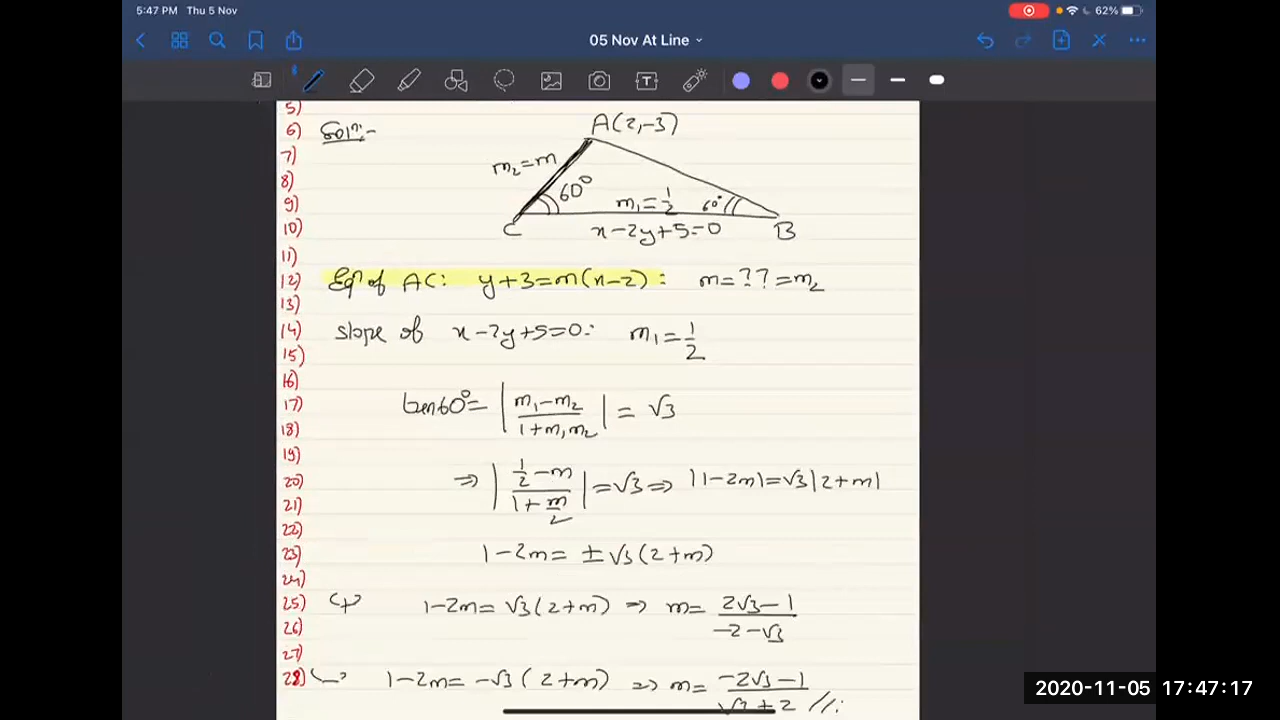 5:47 PM Thu 5 Nov
62%
05 Nov At Line
5)
6) Solⁿ:-
A(2,-3)
7) m₂=m
8) 60°
9) m₁=1/2 60°
10) C x-2y+5=0 B
11)
12) Eqⁿ of AC: y+3=m(x-2): m=??=m₂
13)
14) slope of x-2y+5=0: m₁=1/2
15)
16)
17) tan60°= |(m₁-m₂)/(1+m₁m₂)| = √3
18)
19)
20) ⇒ |(1/2-m)/(1+m/2)|=√3⇒ |1-2m|=√3|2+m|
21)
22)
23) 1-2m= ±√3(2+m)
24)
25) (+) 1-2m=√3(2+m) ⇒ m= (2√3-1)/(-2-√3)
26)
27)
28) (-) 1-2m=-√3(2+m) ⇒ m= (-2√3-1)/(√3+2) //:
2020-11-05 17:47:17